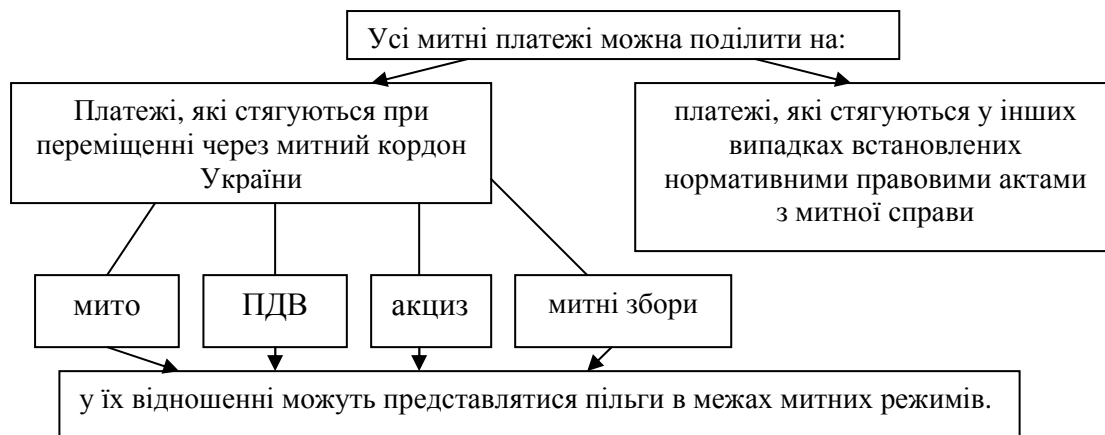 Усі митні платежі можна поділити на:
Платежі, які стягуються при
переміщенні через митний кордон
України
платежі, які стягуються у інших
випадках встановлених
нормативними правовими актами
з митної справи
мито
ПДВ
акциз
митні збори
у їх відношенні можуть представлятися пільги в межах митних режимів.